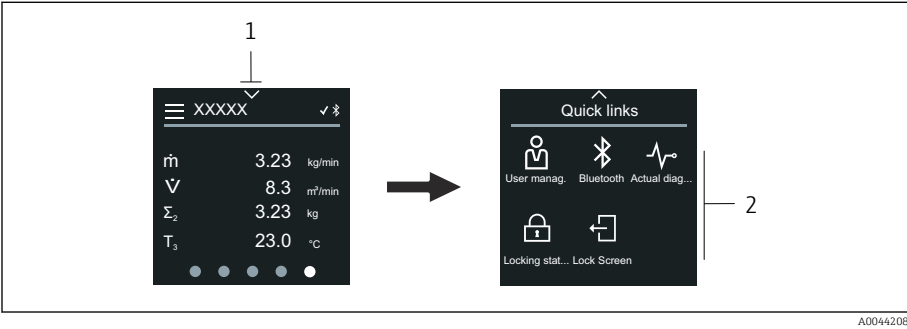 1
XXXXX
ṁ 3.23 kg/min
V̇ 8.3 m³/min
Σ₂ 3.23 kg
T₃ 23.0 °C
Quick links
User manag. Bluetooth Actual diag...
Locking stat... Lock Screen
2
A0044208